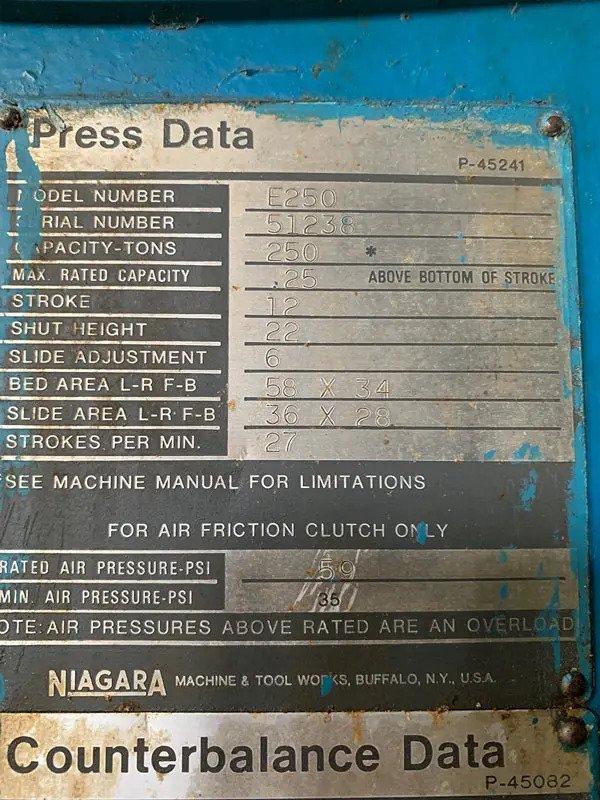 Press Data
P-45241
MODEL NUMBER E250
SERIAL NUMBER 51238
CAPACITY-TONS 250 *
MAX. RATED CAPACITY .25 ABOVE BOTTOM OF STROKE
STROKE 12
SHUT HEIGHT 22
SLIDE ADJUSTMENT 6
BED AREA L-R F-B 58 X 34
SLIDE AREA L-R F-B 36 X 28
STROKES PER MIN. 27
SEE MACHINE MANUAL FOR LIMITATIONS
FOR AIR FRICTION CLUTCH ONLY
RATED AIR PRESSURE-PSI 59
MIN. AIR PRESSURE-PSI 35
OTE: AIR PRESSURES ABOVE RATED ARE AN OVERLOAD
NIAGARA MACHINE & TOOL WORKS, BUFFALO, N.Y., U.S.A.
Counterbalance Data
P-45082